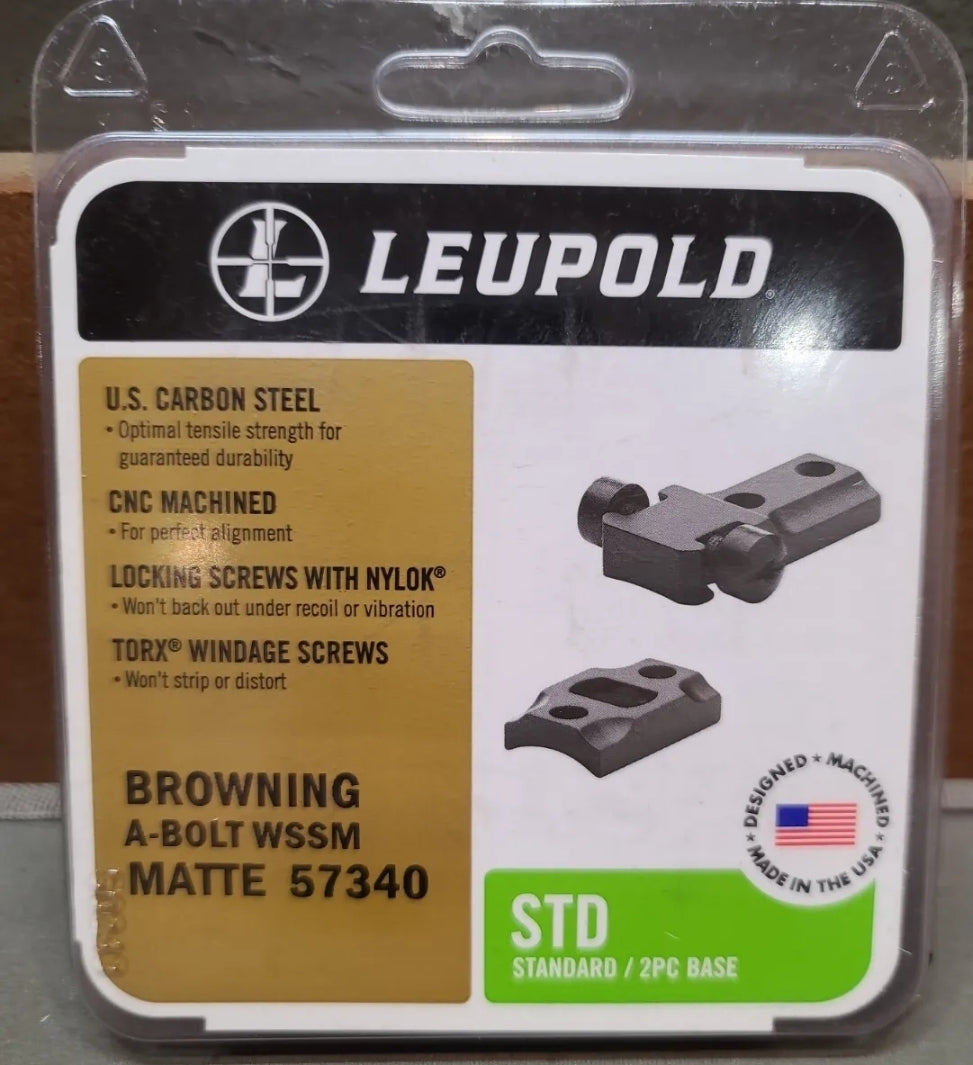 LEUPOLD®
U.S. CARBON STEEL
• Optimal tensile strength for
guaranteed durability
CNC MACHINED
• For perfect alignment
LOCKING SCREWS WITH NYLOK®
• Won't back out under recoil or vibration
TORX® WINDAGE SCREWS
• Won't strip or distort
BROWNING
A-BOLT WSSM
MATTE 57340
DESIGNED ★ MACHINED ★
MADE IN THE USA ★
STD
STANDARD / 2PC BASE